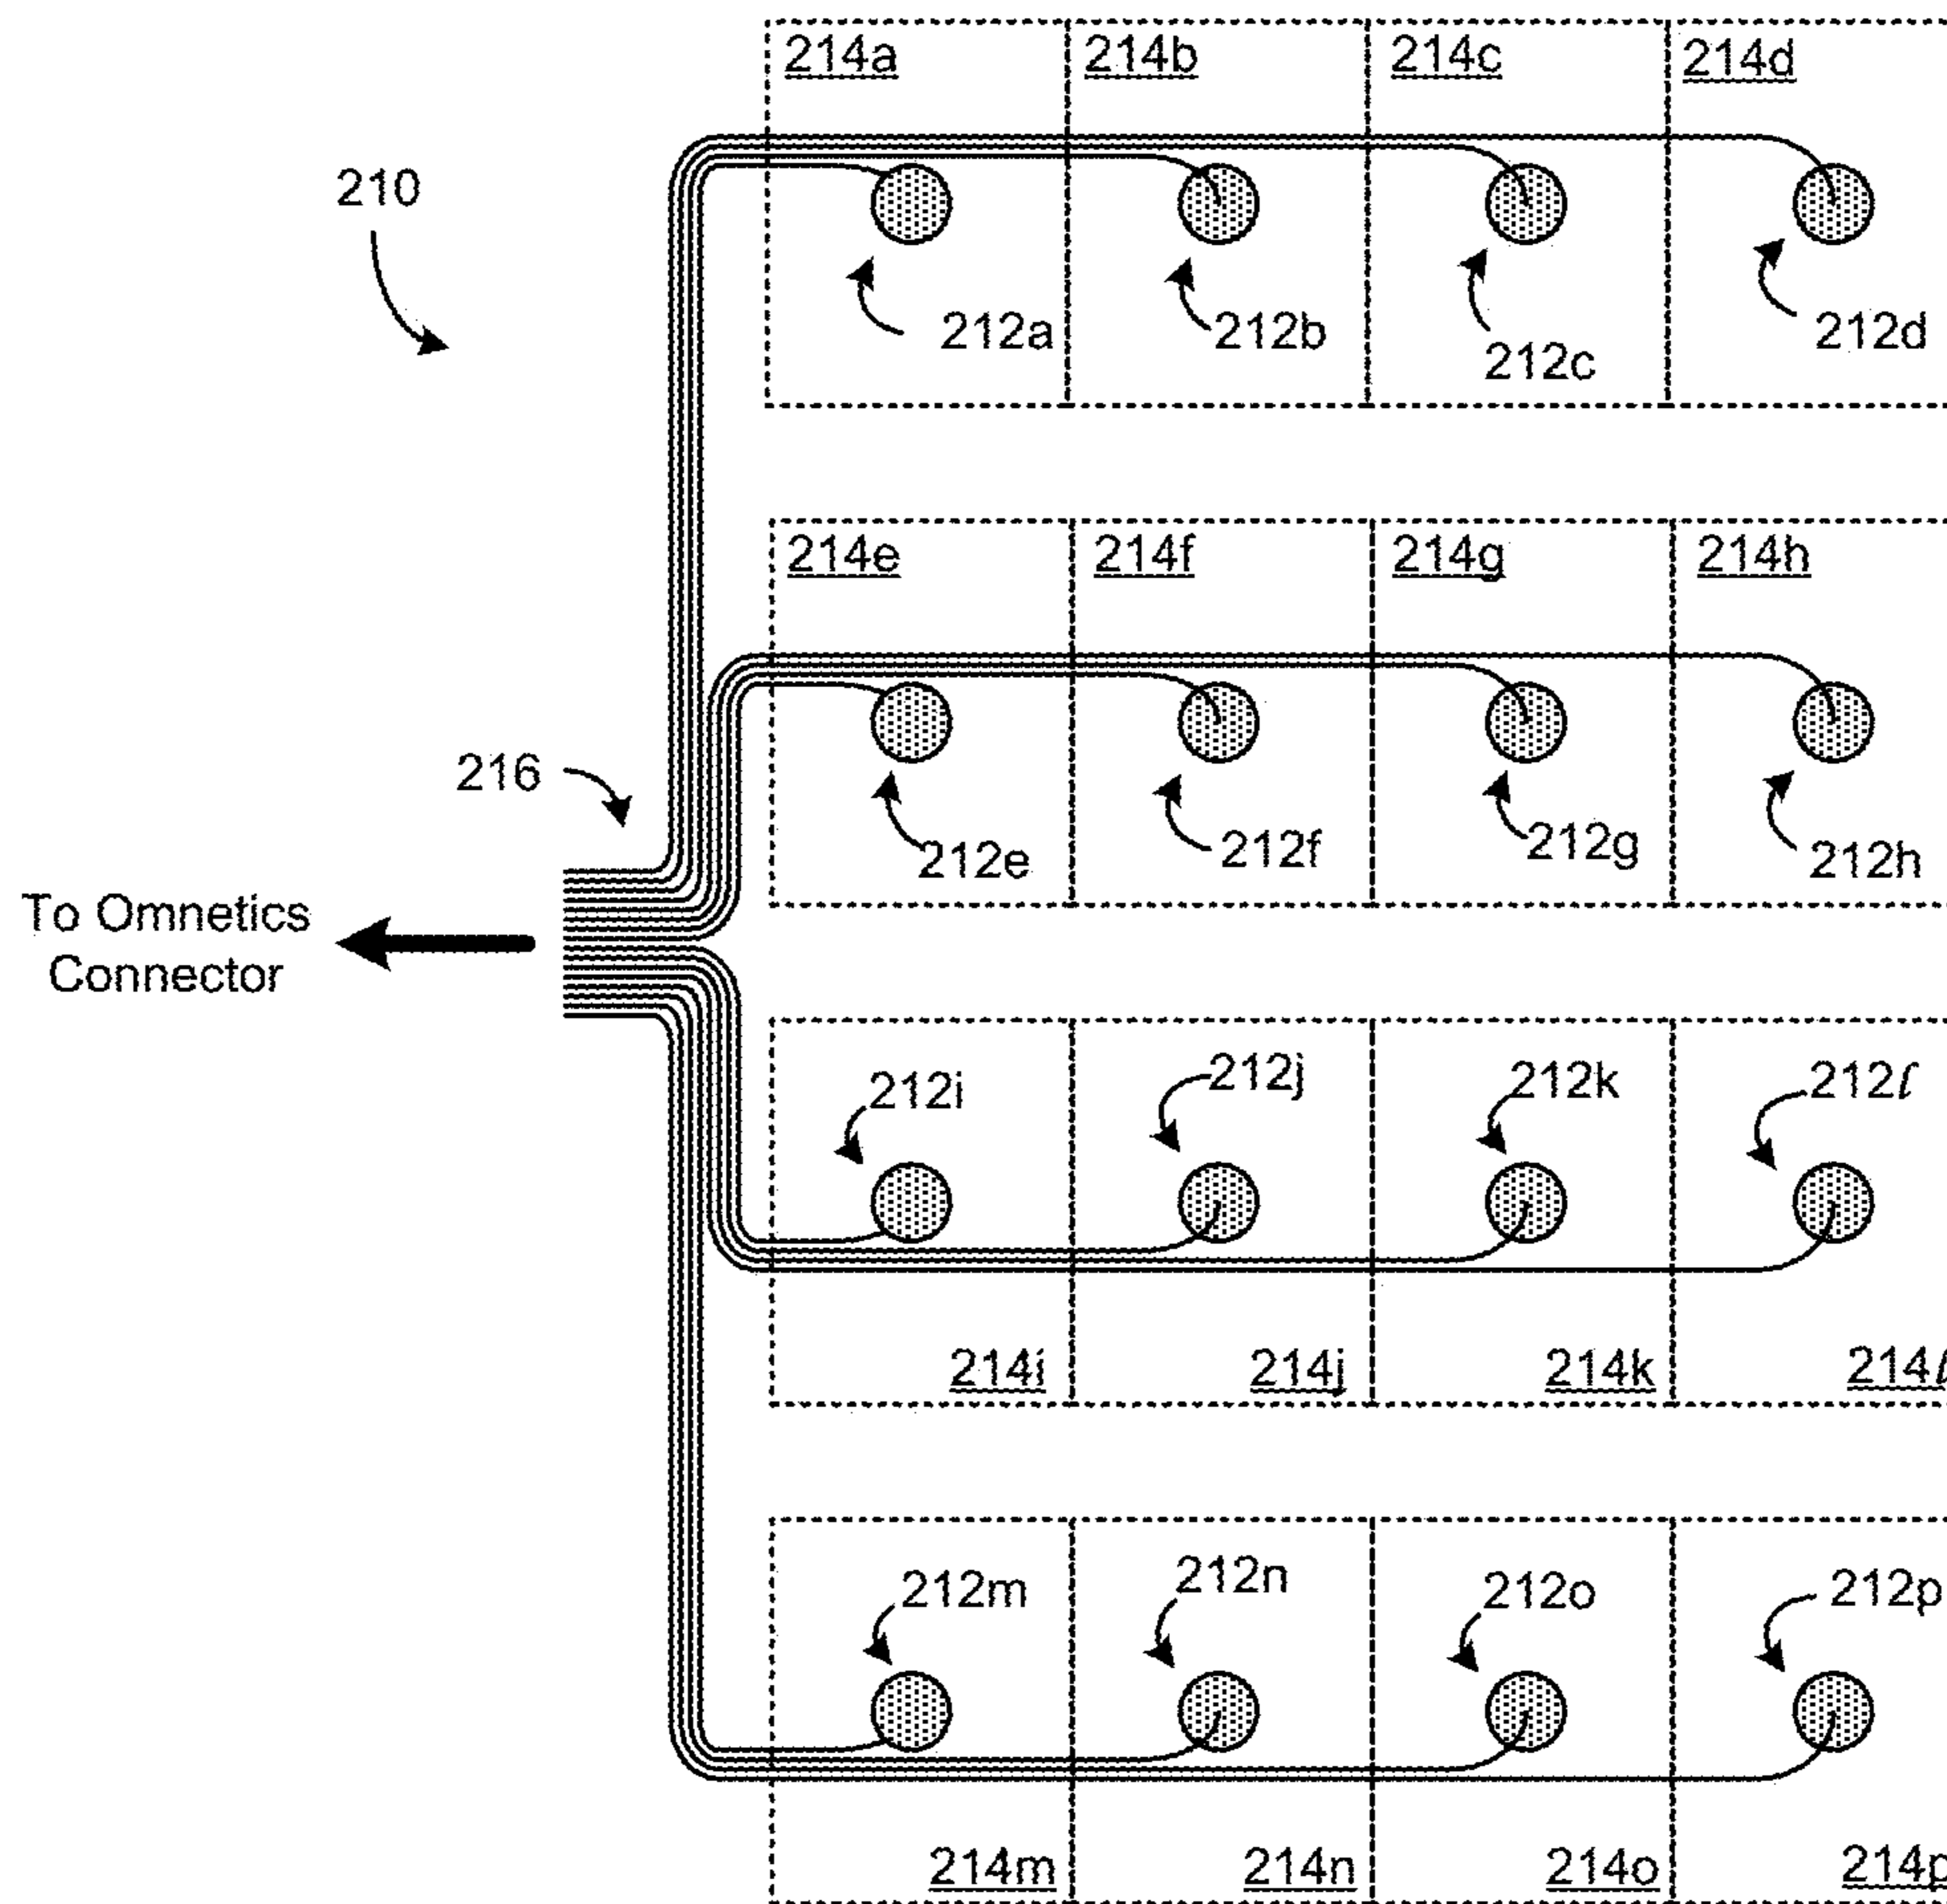 214a 214b 214c 214d
210
212a 212b 212c 212d
214e 214f 214g 214h
216
212e 212f 212g 212h
To Omnetics
Connector
212i 212j 212k 212l
214i 214j 214k 214l
212m 212n 212o 212p
214m 214n 214o 214p